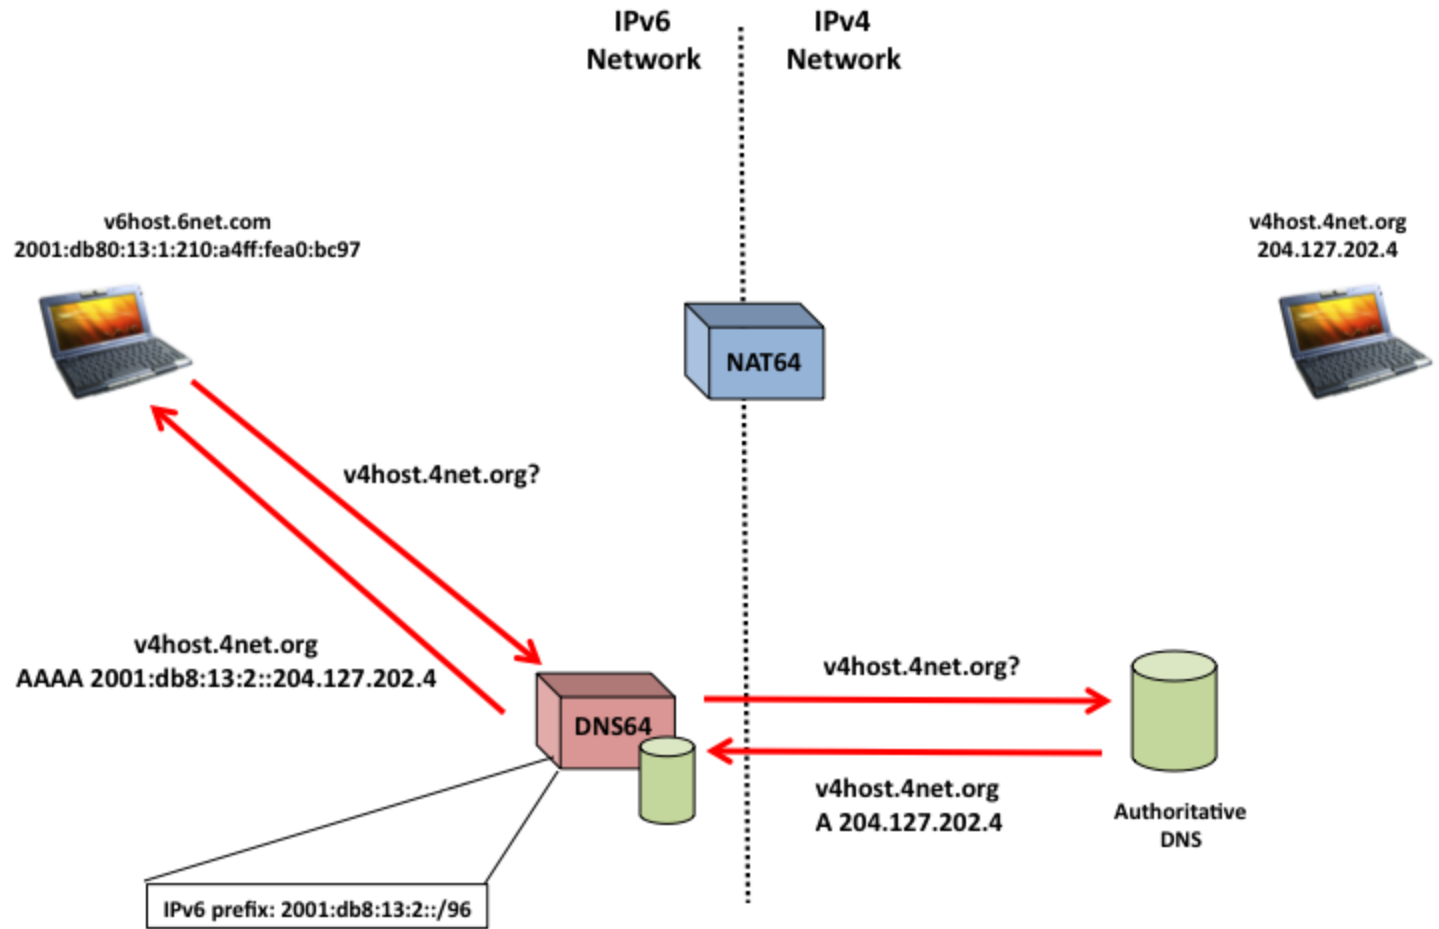 IPv6
Network
IPv4
Network
v6host.6net.com
2001:db80:13:1:210:a4ff:fea0:bc97
v4host.4net.org
204.127.202.4
NAT64
v4host.4net.org?
v4host.4net.org
AAAA 2001:db8:13:2::204.127.202.4
DNS64
v4host.4net.org?
v4host.4net.org
A 204.127.202.4
Authoritative
DNS
IPv6 prefix: 2001:db8:13:2::/96